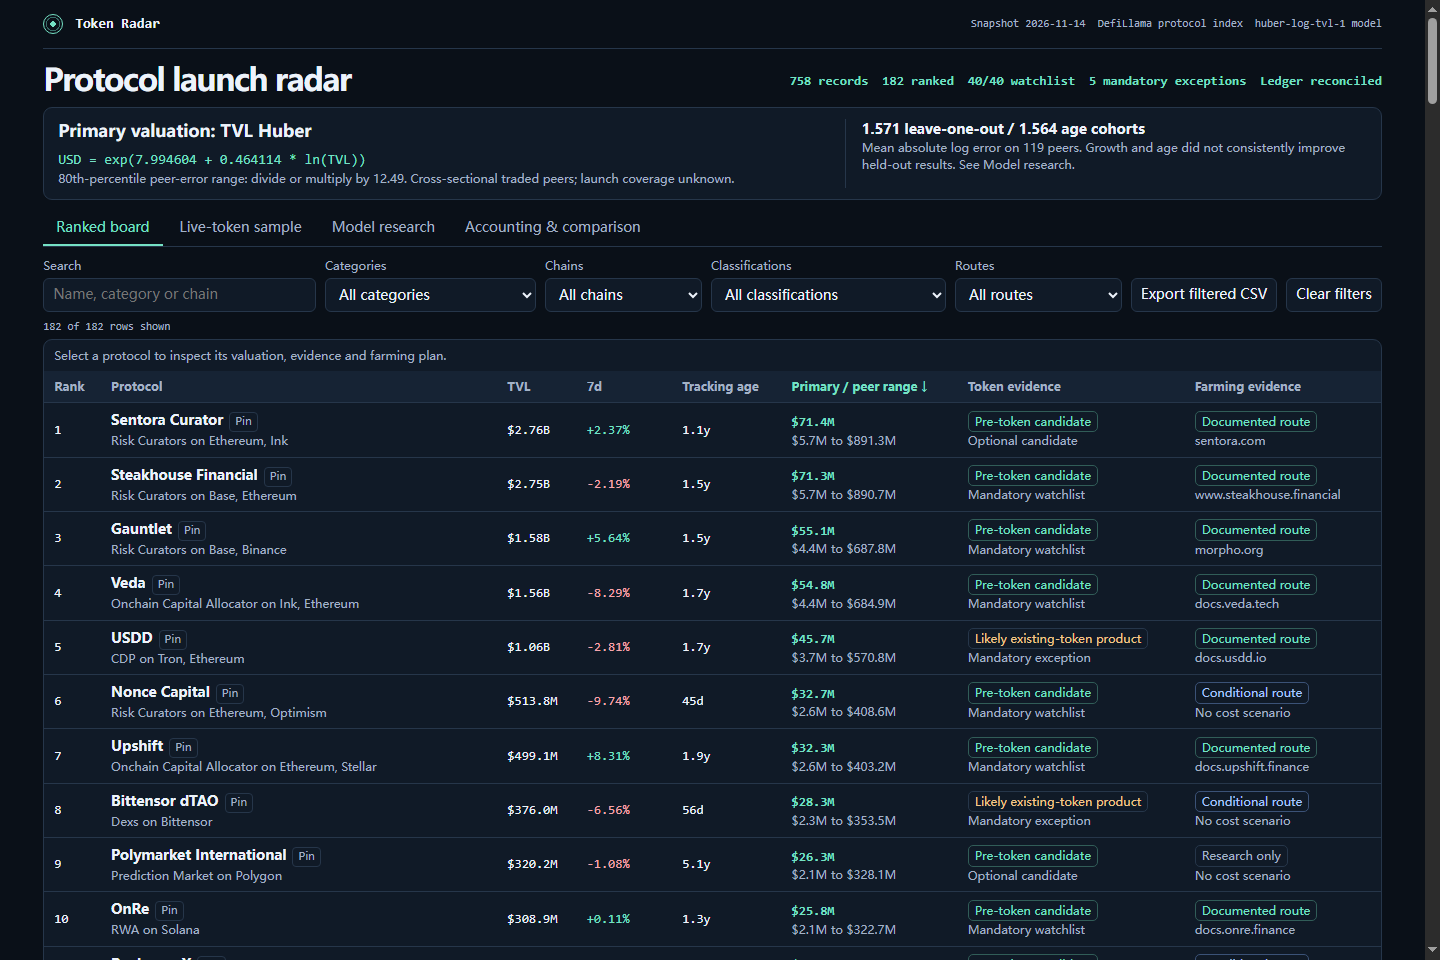 Token Radar
Snapshot 2026-11-14 DefiLlama protocol index huber-log-tvl-1 model
Protocol launch radar
758 records 182 ranked 40/40 watchlist 5 mandatory exceptions Ledger reconciled
Primary valuation: TVL Huber
USD = exp(7.994604 + 0.464114 * ln(TVL))
80th-percentile peer-error range: divide or multiply by 12.49. Cross-sectional traded peers; launch coverage unknown.
1.571 leave-one-out / 1.564 age cohorts
Mean absolute log error on 119 peers. Growth and age did not consistently improve
held-out results. See Model research.
Ranked board Live-token sample Model research Accounting & comparison
Search Categories Chains Classifications Routes
Name, category or chain All categories All chains All classifications All routes Export filtered CSV Clear filters
182 of 182 rows shown
Select a protocol to inspect its valuation, evidence and farming plan.
Rank Protocol TVL 7d Tracking age Primary / peer range ↓ Token evidence Farming evidence
1 Sentora Curator Pin $2.76B +2.37% 1.1y $71.4M Pre-token candidate Documented route
Risk Curators on Ethereum, Ink $5.7M to $891.3M Optional candidate sentora.com
2 Steakhouse Financial Pin $2.75B -2.19% 1.5y $71.3M Pre-token candidate Documented route
Risk Curators on Base, Ethereum $5.7M to $890.7M Mandatory watchlist www.steakhouse.financial
3 Gauntlet Pin $1.58B +5.64% 1.5y $55.1M Pre-token candidate Documented route
Risk Curators on Base, Binance $4.4M to $687.8M Mandatory watchlist morpho.org
4 Veda Pin $1.56B -8.29% 1.7y $54.8M Pre-token candidate Documented route
Onchain Capital Allocator on Ink, Ethereum $4.4M to $684.9M Mandatory watchlist docs.veda.tech
5 USDD Pin $1.06B -2.81% 1.7y $45.7M Likely existing-token product Documented route
CDP on Tron, Ethereum $3.7M to $570.8M Mandatory exception docs.usdd.io
6 Nonce Capital Pin $513.8M -9.74% 45d $32.7M Pre-token candidate Conditional route
Risk Curators on Ethereum, Optimism $2.6M to $408.6M Mandatory watchlist No cost scenario
7 Upshift Pin $499.1M +8.31% 1.9y $32.3M Pre-token candidate Documented route
Onchain Capital Allocator on Ethereum, Stellar $2.6M to $403.2M Mandatory watchlist docs.upshift.finance
8 Bittensor dTAO Pin $376.0M -6.56% 56d $28.3M Likely existing-token product Conditional route
Dexs on Bittensor $2.3M to $353.5M Mandatory exception No cost scenario
9 Polymarket International Pin $320.2M -1.08% 5.1y $26.3M Pre-token candidate Research only
Prediction Market on Polygon $2.1M to $328.1M Optional candidate No cost scenario
10 OnRe Pin $308.9M +0.11% 1.3y $25.8M Pre-token candidate Documented route
RWA on Solana $2.1M to $322.7M Mandatory watchlist docs.onre.finance